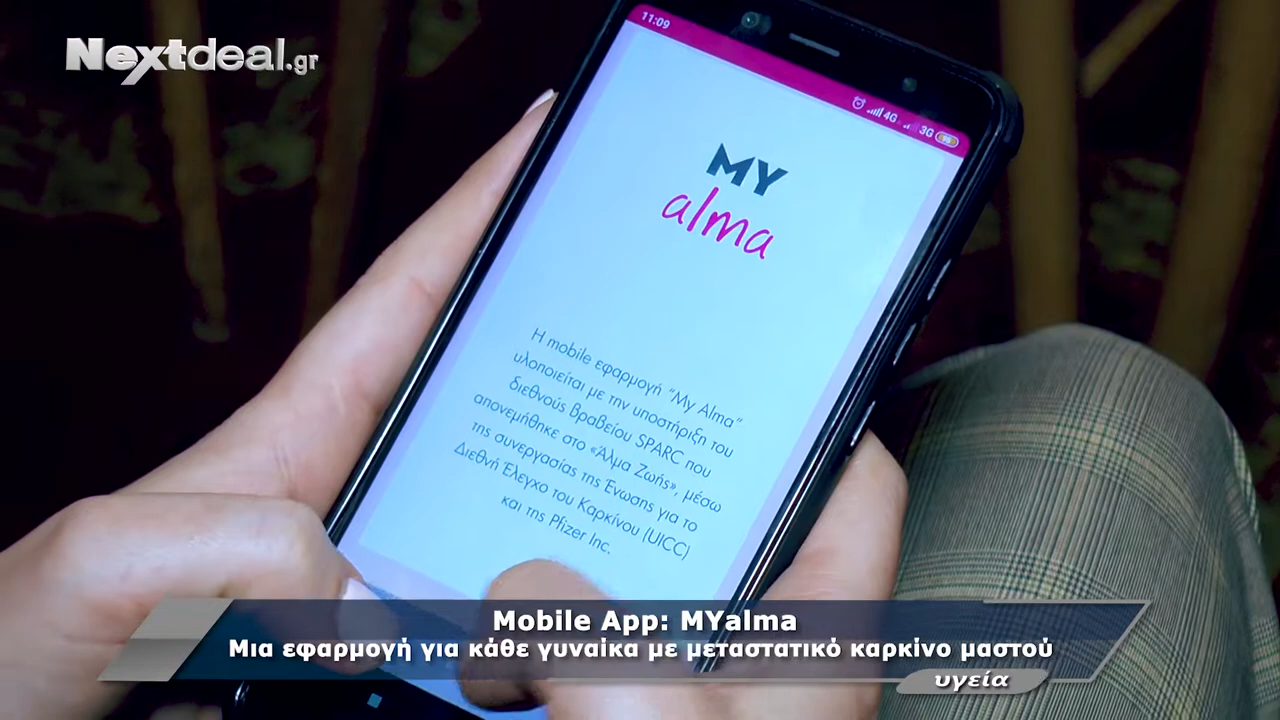 Nextdeal.gr
11:09
4G
3G
MY
alma
Η mobile εφαρμογή “My Alma”
υλοποιείται με την υποστήριξη του
διεθνούς βραβείου SPARC που
απονεμήθηκε στο «Άλμα Ζωής», μέσω
της συνεργασίας της Ένωσης για το
Διεθνή Έλεγχο του Καρκίνου (UICC)
και της Pfizer Inc.
Mobile App: MYalma
Μια εφαρμογή για κάθε γυναίκα με μεταστατικό καρκίνο μαστού
υγεία